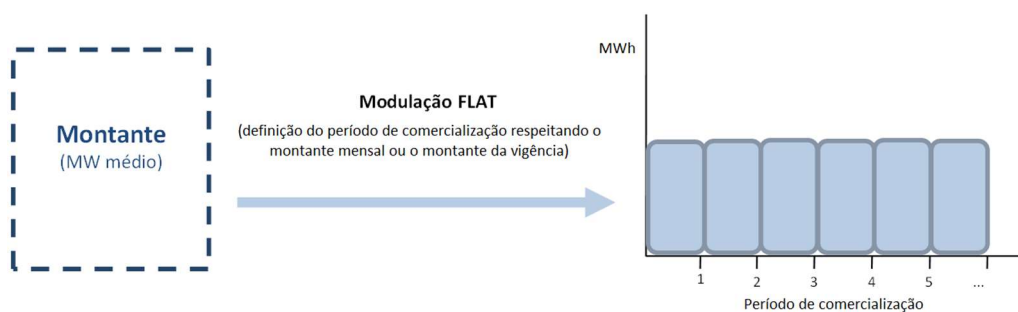 Montante
(MW médio)
Modulação FLAT
(definição do período de comercialização respeitando o
montante mensal ou o montante da vigência)
MWh
1 2 3 4 5 ...
Período de comercialização